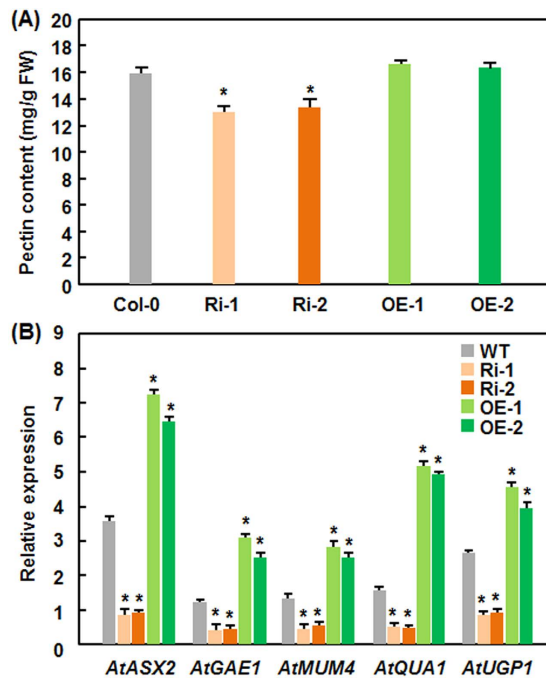 (A)
Pectin content (mg/g FW)
20
18
16
14
12
10
8
6
4
2
0
* *
Col-0 Ri-1 Ri-2 OE-1 OE-2
(B)
Relative expression
9
8
7
6
5
4
3
2
1
0
WT
Ri-1
Ri-2
OE-1
OE-2
* * * *
* * * *
* * * *
* * * *
* * * *
AtASX2 AtGAE1 AtMUM4 AtQUA1 AtUGP1